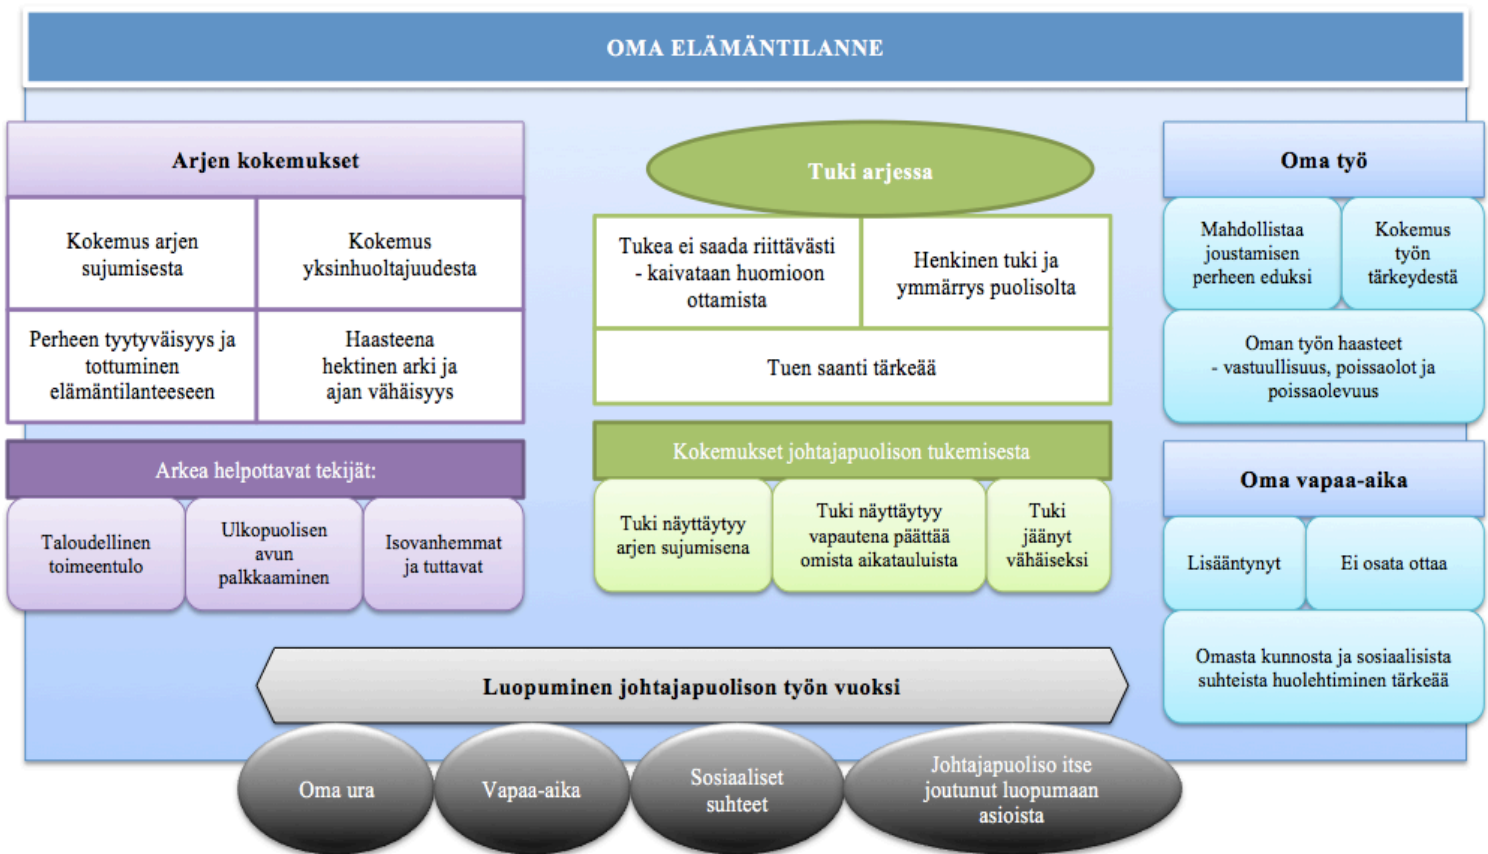 OMA ELÄMÄNTILANNE
Arjen kokemukset
Kokemus arjen
sujumisesta
Kokemus
yksinhuoltajuudesta
Perheen tyytyväisyys ja
tottuminen
elämäntilanteeseen
Haasteena
hektinen arki ja
ajan vähäisyys
Arkea helpottavat tekijät:
Taloudellinen
toimeentulo
Ulkopuolisen
avun
palkkaaminen
Isovanhemmat
ja tuttavat
Tuki arjessa
Tukea ei saada riittävästi
- kaivataan huomioon
ottamista
Henkinen tuki ja
ymmärrys puolisolta
Tuen saanti tärkeää
Kokemukset johtajapuolison tukemisesta
Tuki näyttäytyy
arjen sujumisena
Tuki näyttäytyy
vapautena päättää
omista aikatauluista
Tuki
jäänyt
vähäiseksi
Oma työ
Mahdollistaa
joustamisen
perheen eduksi
Kokemus
työn
tärkeydestä
Oman työn haasteet
- vastuullisuus, poissaolot ja
poissaolevuus
Oma vapaa-aika
Lisääntynyt
Ei osata ottaa
Omasta kunnosta ja sosiaalisista
suhteista huolehtiminen tärkeää
Luopuminen johtajapuolison työn vuoksi
Oma ura
Vapaa-aika
Sosiaaliset
suhteet
Johtajapuoliso itse
joutunut luopumaan
asioista